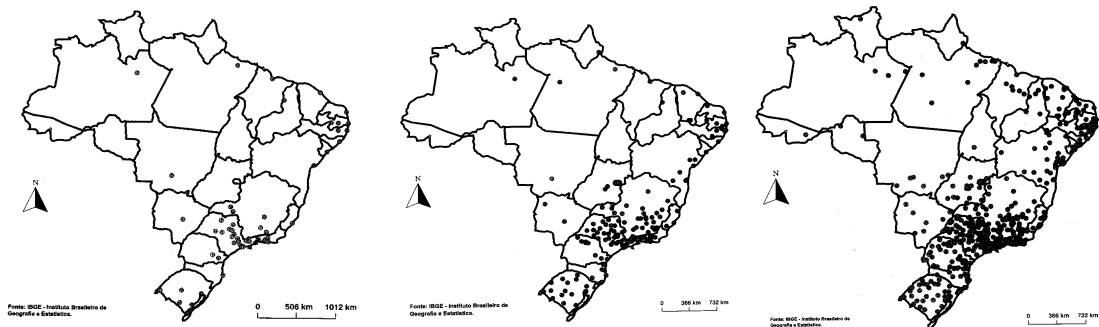 N
Fonte: IBGE - Instituto Brasileiro de
Geografia e Estatística.
0 506 km 1012 km
N
Fonte: IBGE - Instituto Brasileiro de
Geografia e Estatística.
0 366 km 732 km
N
Fonte: IBGE - Instituto Brasileiro de
Geografia e Estatística.
0 366 km 732 km